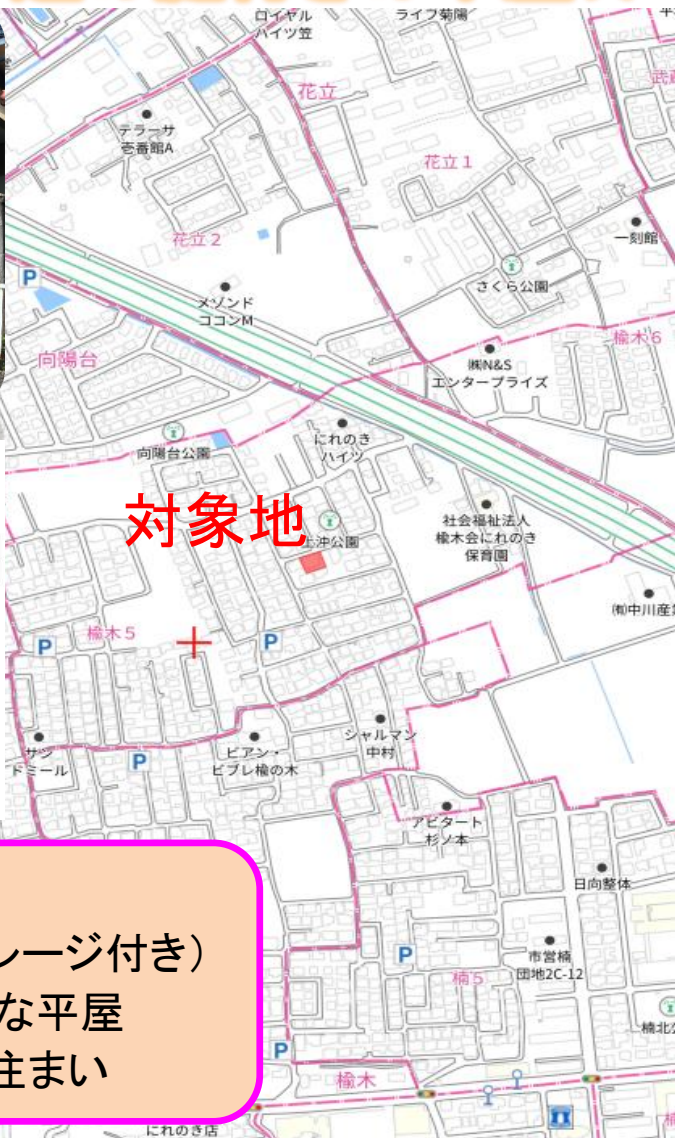 ロイヤル
ハイツ笠
ライフ菊陽
花立
テラーサ
壱番館A
花立1
花立2
一刻館
さくら公園
P
メゾンド
ココンM
向陽台
㈱N&S
エンタープライズ
楡木6
にれのき
ハイツ
向陽台公園
対象地
上沖公園
社会福祉法人
楡木会にれのき
保育園
㈲中川産
楡木5
P
P
サン
ドミール
P
ビアン・
ビブレ楡の木
シャルマン
中村
アビタート
杉ノ本
日向整体
レージ付き）
な平屋
住まい
P
楠5
市営楠
団地2C-12
楠北公
P
楡木
にれのき店